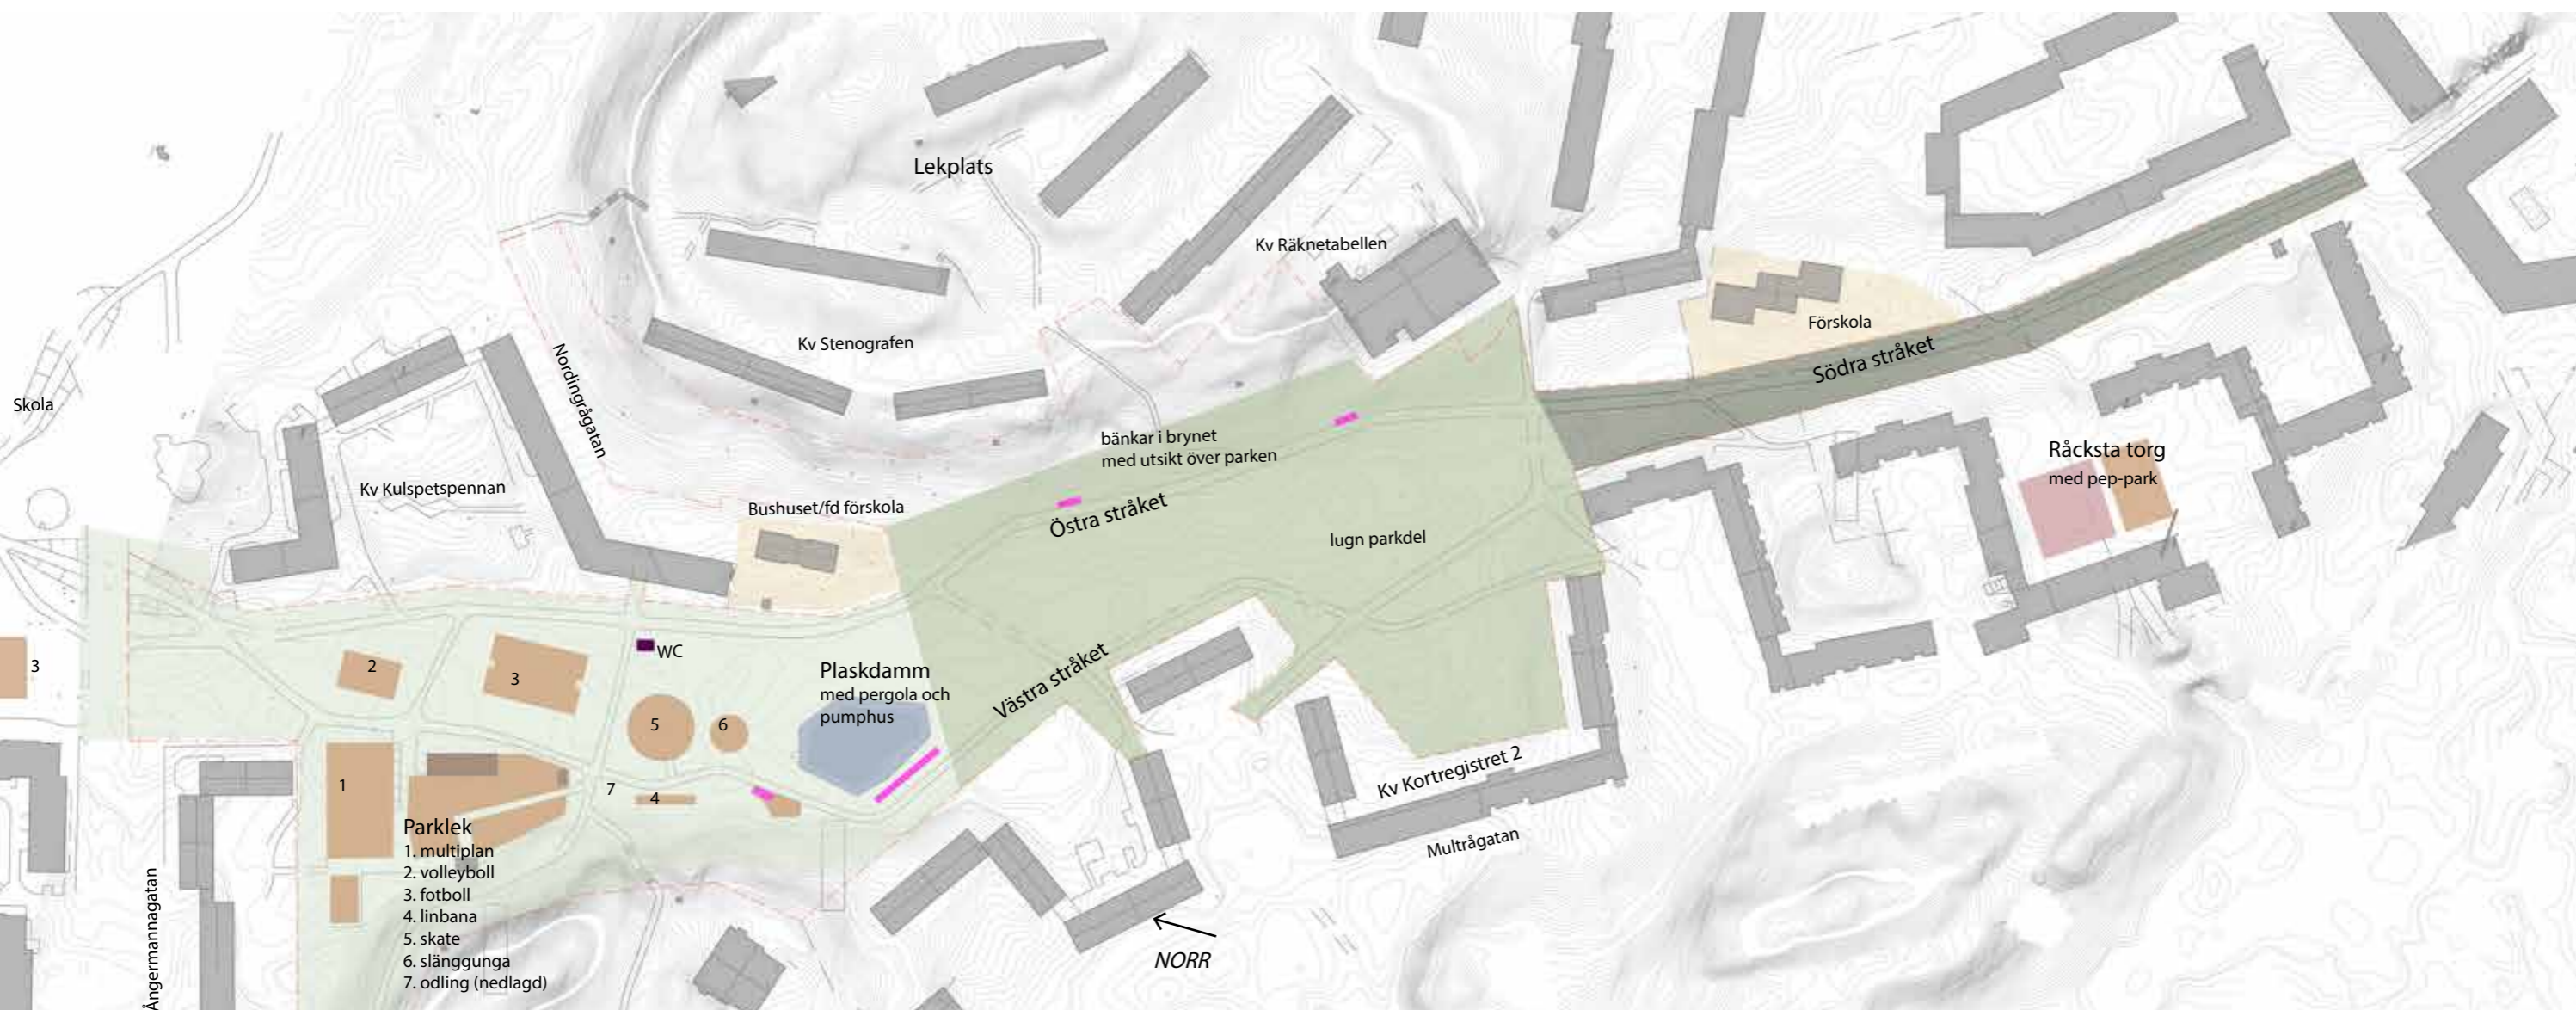 Lekplats
Kv Räknetabellen
Förskola
Kv Stenografen
Södra stråket
Skola
Nordingrågatan
bänkar i brynet
med utsikt över parken
Råcksta torg
med pep-park
Kv Kulspetspennan
Bushuset/fd förskola
Östra stråket
lugn parkdel
3
2
3
WC
Plaskdamm
med pergola och
pumphus
Västra stråket
5
6
1
7
4
Kv Kortregistret 2
Multrågatan
Parklek
1. multiplan
2. volleyboll
3. fotboll
4. linbana
5. skate
6. slänggunga
7. odling (nedlagd)
Ångermannagatan
NORR